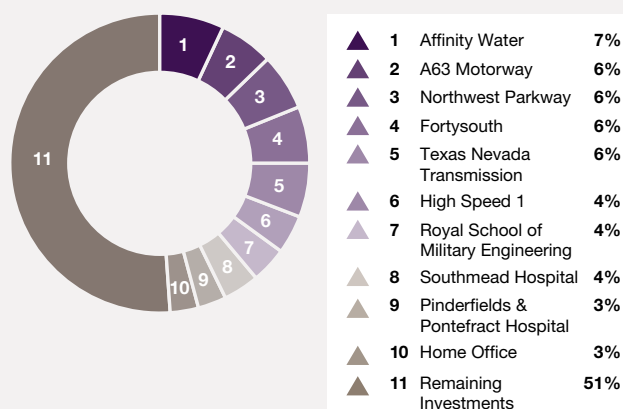 1
2
3
4
5
6
7
8
9
10
11
1 Affinity Water 7%
2 A63 Motorway 6%
3 Northwest Parkway 6%
4 Fortysouth 6%
5 Texas Nevada 6%
Transmission
6 High Speed 1 4%
7 Royal School of 4%
Military Engineering
8 Southmead Hospital 4%
9 Pinderfields & 3%
Pontefract Hospital
10 Home Office 3%
11 Remaining 51%
Investments